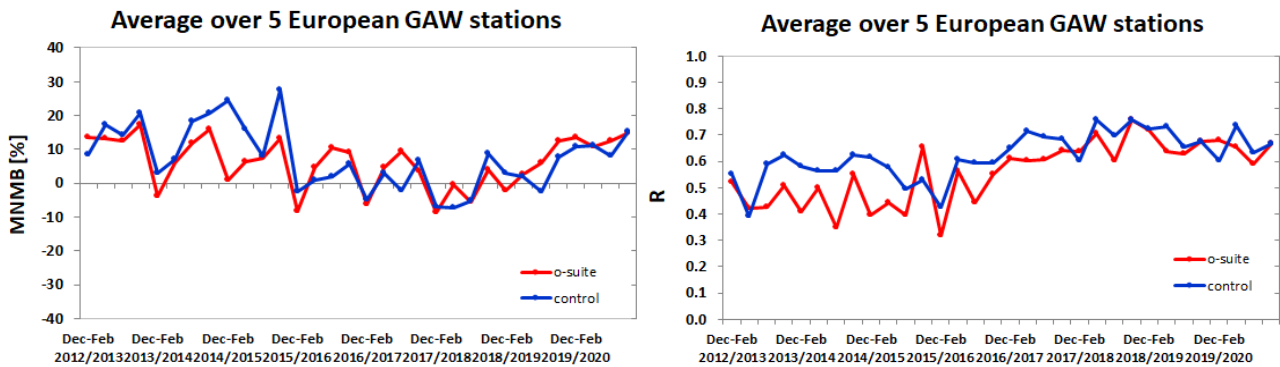 Average over 5 European GAW stations
MNMB [%]
40
30
20
10
0
-10
-20
-30
-40
o-suite
control
Dec-Feb Dec-Feb Dec-Feb Dec-Feb Dec-Feb Dec-Feb Dec-Feb Dec-Feb
2012/2013 2013/2014 2014/2015 2015/2016 2016/2017 2017/2018 2018/2019 2019/2020
Average over 5 European GAW stations
R
1.0
0.9
0.8
0.7
0.6
0.5
0.4
0.3
0.2
0.1
0.0
o-suite
control
Dec-Feb Dec-Feb Dec-Feb Dec-Feb Dec-Feb Dec-Feb Dec-Feb Dec-Feb
2012/2013 2013/2014 2014/2015 2015/2016 2016/2017 2017/2018 2018/2019 2019/2020